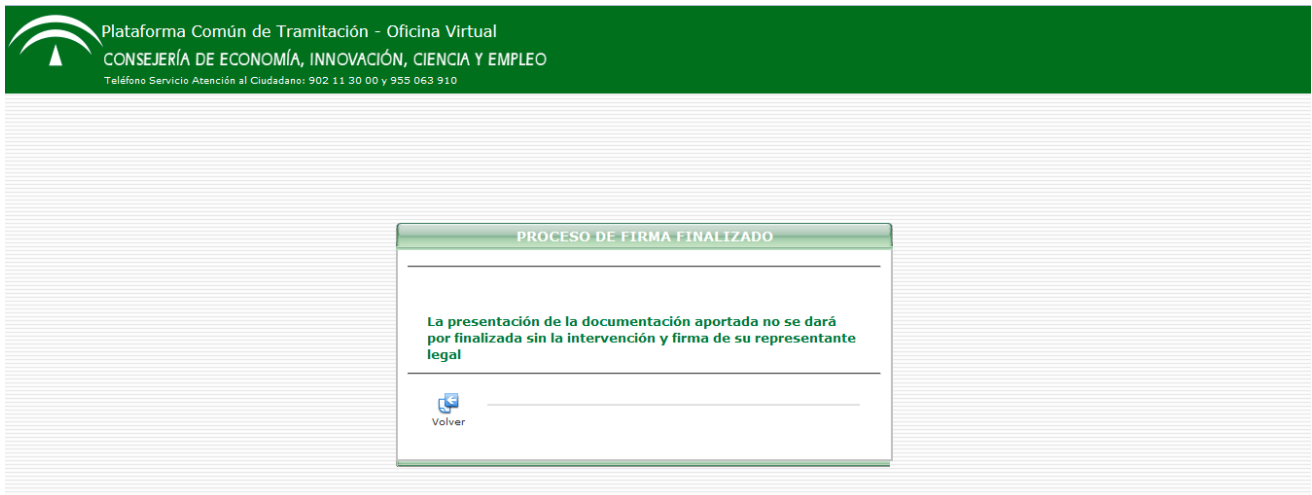 Plataforma Común de Tramitación - Oficina Virtual
CONSEJERÍA DE ECONOMÍA, INNOVACIÓN, CIENCIA Y EMPLEO
Teléfono Servicio Atención al Ciudadano: 902 11 30 00 y 955 063 910
PROCESO DE FIRMA FINALIZADO
La presentación de la documentación aportada no se dará
por finalizada sin la intervención y firma de su representante
legal
Volver